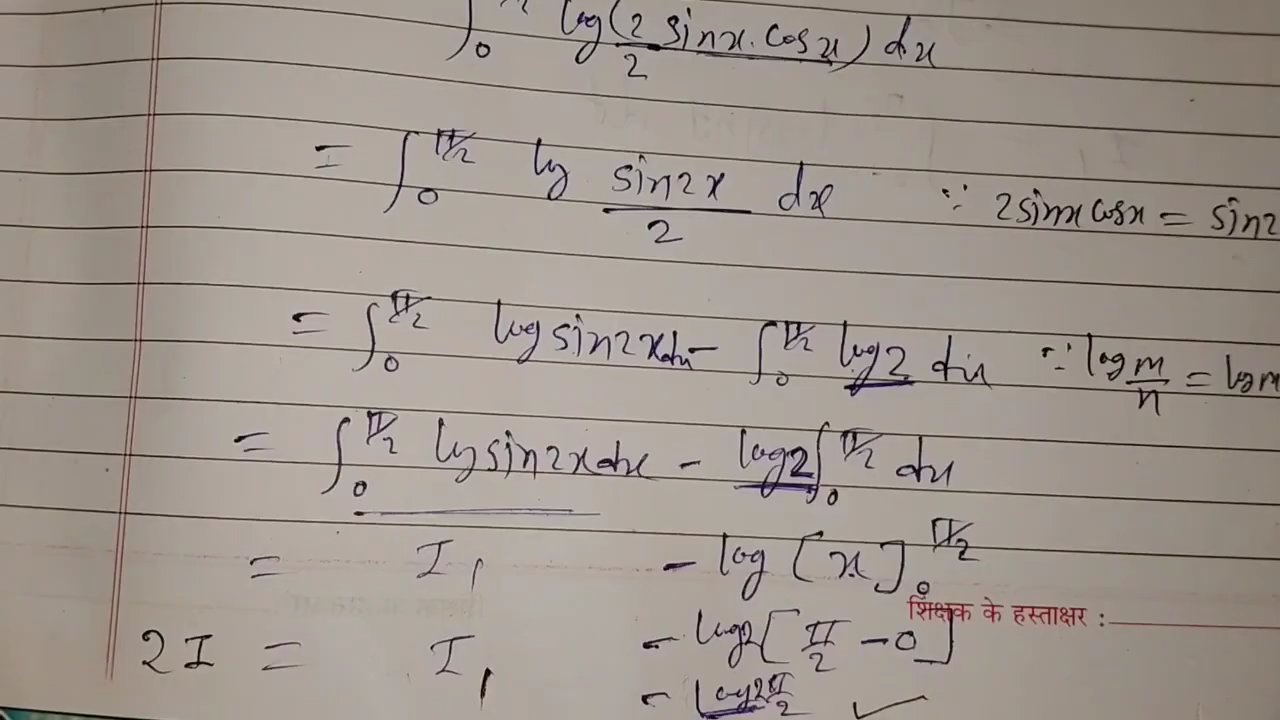 ∫₀^π/2 log(2 sinx.cosx)/2 dx
= ∫₀^π/2 log sin2x/2 dx ∵ 2sinx cosx = sin2
= ∫₀^π/2 log sin2x dx - ∫₀^π/2 log2 dx ∵ log m/n = log m
= ∫₀^π/2 log sin2x dx - log2 ∫₀^π/2 dx
= I₁ - log [x]₀^π/2
शिक्षक के हस्ताक्षर :
2I = I₁ - log2[π/2 - 0]
- log2 π/2 ✓